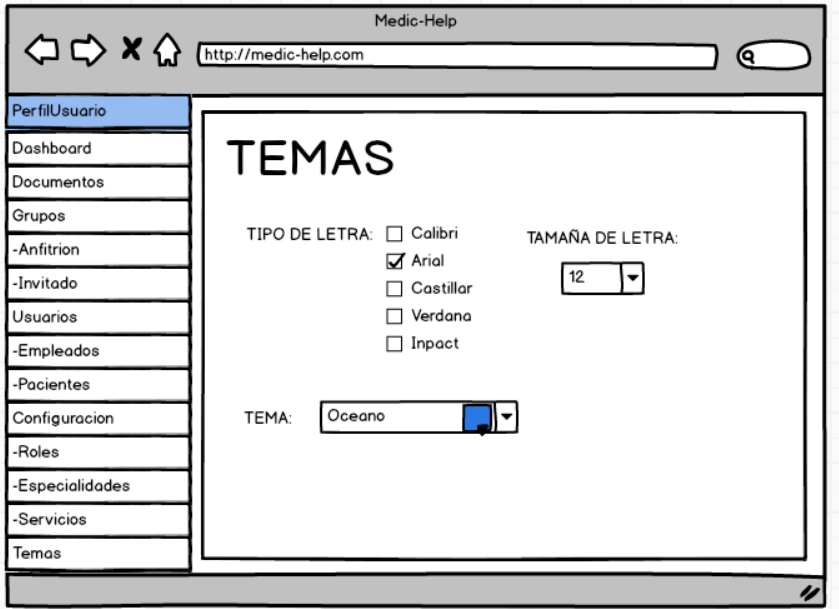 Medic-Help
http://medic-help.com
PerfilUsuario
Dashboard
Documentos
Grupos
-Anfitrion
-Invitado
Usuarios
-Empleados
-Pacientes
Configuracion
-Roles
-Especialidades
-Servicios
Temas
TEMAS
TIPO DE LETRA:
Calibri
Arial
Castillar
Verdana
Inpact
TAMAÑA DE LETRA:
12
TEMA:
Oceano